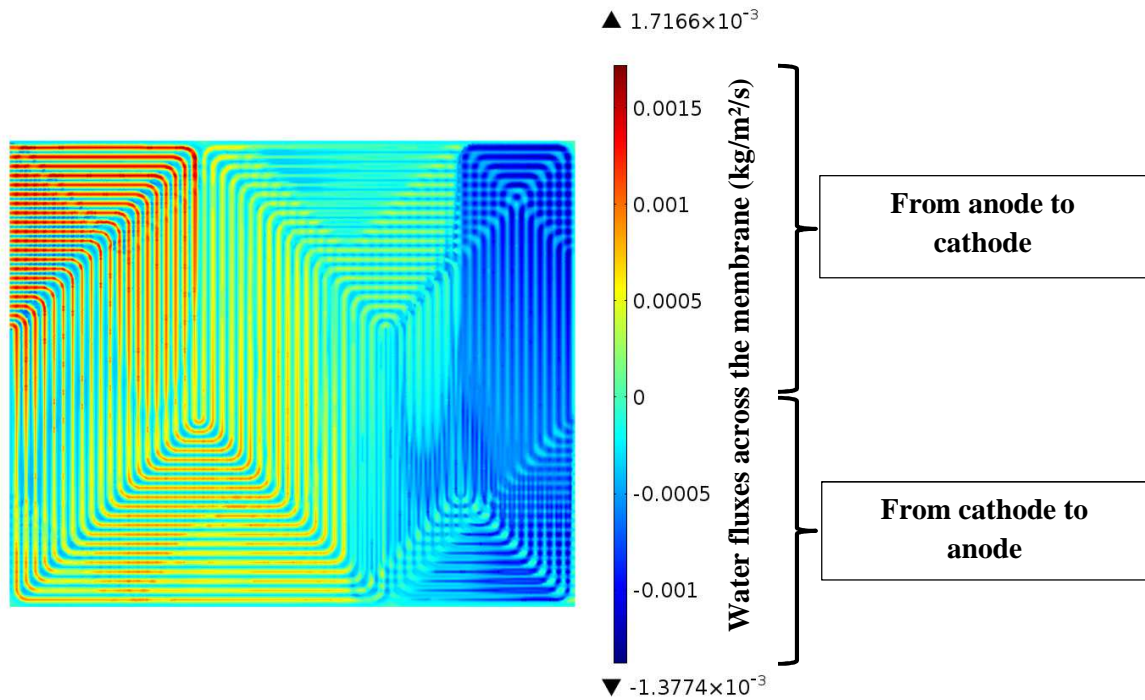 ▲ 1.7166×10⁻³
0.0015
0.001
0.0005
0
-0.0005
-0.001
▼ -1.3774×10⁻³
Water fluxes across the membrane (kg/m²/s)
From anode to
cathode
From cathode to
anode